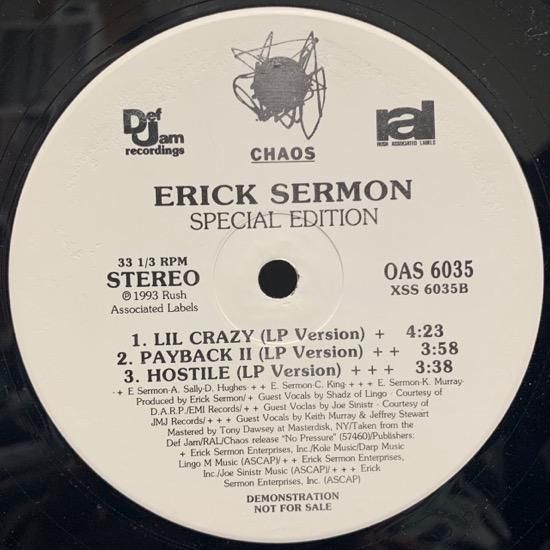 Def
Jam
recordings
CHAOS
ral
RUSH ASSOCIATED LABELS
ERICK SERMON
SPECIAL EDITION
33 1/3 RPM
STEREO
℗ 1993 Rush
Associated Labels
OAS 6035
XSS 6035B
1. LIL CRAZY (LP Version) + 4:23
2. PAYBACK II (LP Version) + + 3:58
3. HOSTILE (LP Version) + + + 3:38
+ E. Sermon-A. Sally-D. Hughes- + + E. Sermon-C. King- + + + E. Sermon-K. Murray-
Produced by Erick Sermon/+ Guest Vocals by Shadz of Lingo · Courtesy of
D.A.R.P./EMI Records/+ + Guest Voclas by Joe Sinistr · Courtesy of
JMJ Records/+ + + Guest Vocals by Keith Murray & Jeffrey Stewart
Mastered by Tony Dawsey at Masterdisk, NY/Taken from the
Def Jam/RAL/Chaos release "No Pressure" (57460)/Publishers:
+ Erick Sermon Enterprises, Inc./Kole Music/Darp Music
Lingo M Music (ASCAP)/+ + Erick Sermon Enterprises,
Inc./Joe Sinistr Music (ASCAP)/+ + + Erick
Sermon Enterprises, Inc. (ASCAP)
DEMONSTRATION
NOT FOR SALE